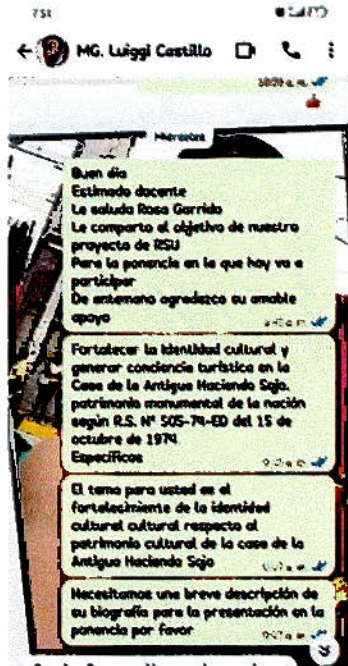 7:51
MG. Luiggi Castillo
10:29 a. m.
Miércoles
Buen día
Estimado docente
Le saluda Rosa Garrido
Le comparto el objetivo de nuestro
proyecto de RSU
Para la ponencia en la que hoy va a
participar
De antemano agradezco su amable
apoyo
Fortalecer la identidad cultural y
generar conciencia turística en la
Casa de la Antigua Hacienda Sojo,
patrimonio monumental de la nación
según R.S. N° 505-74-ED del 15 de
octubre de 1974
Específicos
El tema para usted es el
fortalecimiento de la identidad
cultural cultural respecto al
patrimonio cultural de la casa de la
Antigua Hacienda Sojo
Necesitamos una breve descripción de
su biografía para la presentación en la
ponencia por favor